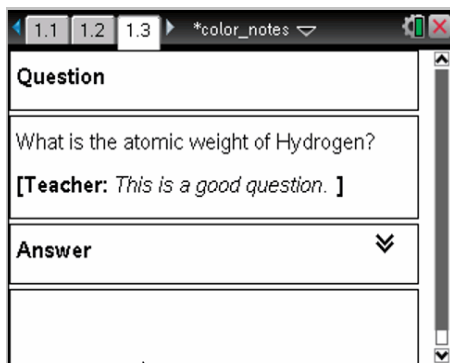 1.1 1.2 1.3 *color_notes
Question
What is the atomic weight of Hydrogen?
[Teacher: This is a good question. ]
Answer